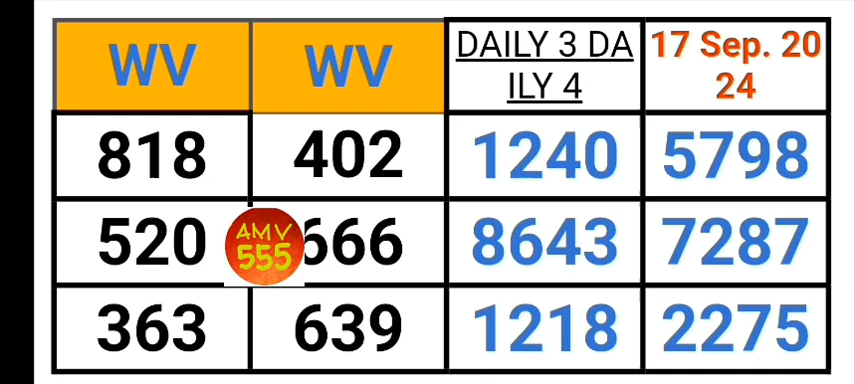 WV WV DAILY 3 DA 17 Sep. 20
ILY 4 24
818 402 1240 5798
520 AMV 666 8643 7287
555
363 639 1218 2275